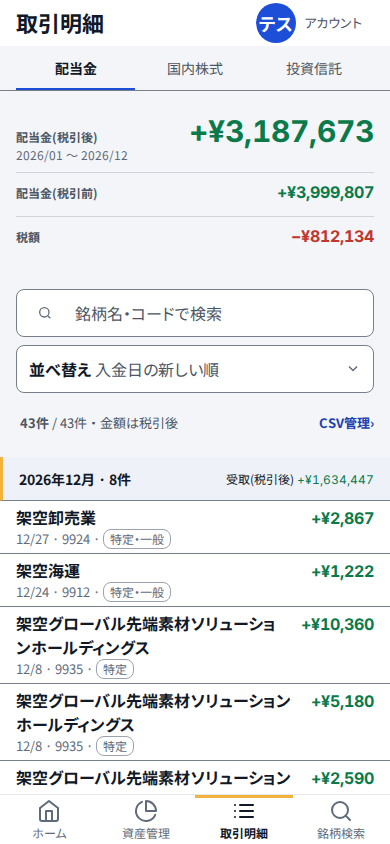 取引明細
テス アカウント
配当金 国内株式 投資信託
配当金(税引後)
2026/01 〜 2026/12
+¥3,187,673
配当金(税引前) +¥3,999,807
税額 −¥812,134
銘柄名・コードで検索
並べ替え 入金日の新しい順
43件 / 43件・金額は税引後 CSV管理›
2026年12月・8件 受取(税引後) +¥1,634,447
架空卸売業 +¥2,867
12/27・9924・特定・一般
架空海運 +¥1,222
12/24・9912・特定・一般
架空グローバル先端素材ソリューショ +¥10,360
ンホールディングス
12/8・9935・特定
架空グローバル先端素材ソリューション +¥5,180
ホールディングス
12/8・9935・特定
架空グローバル先端素材ソリューション +¥2,590
ホーム 資産管理 取引明細 銘柄検索